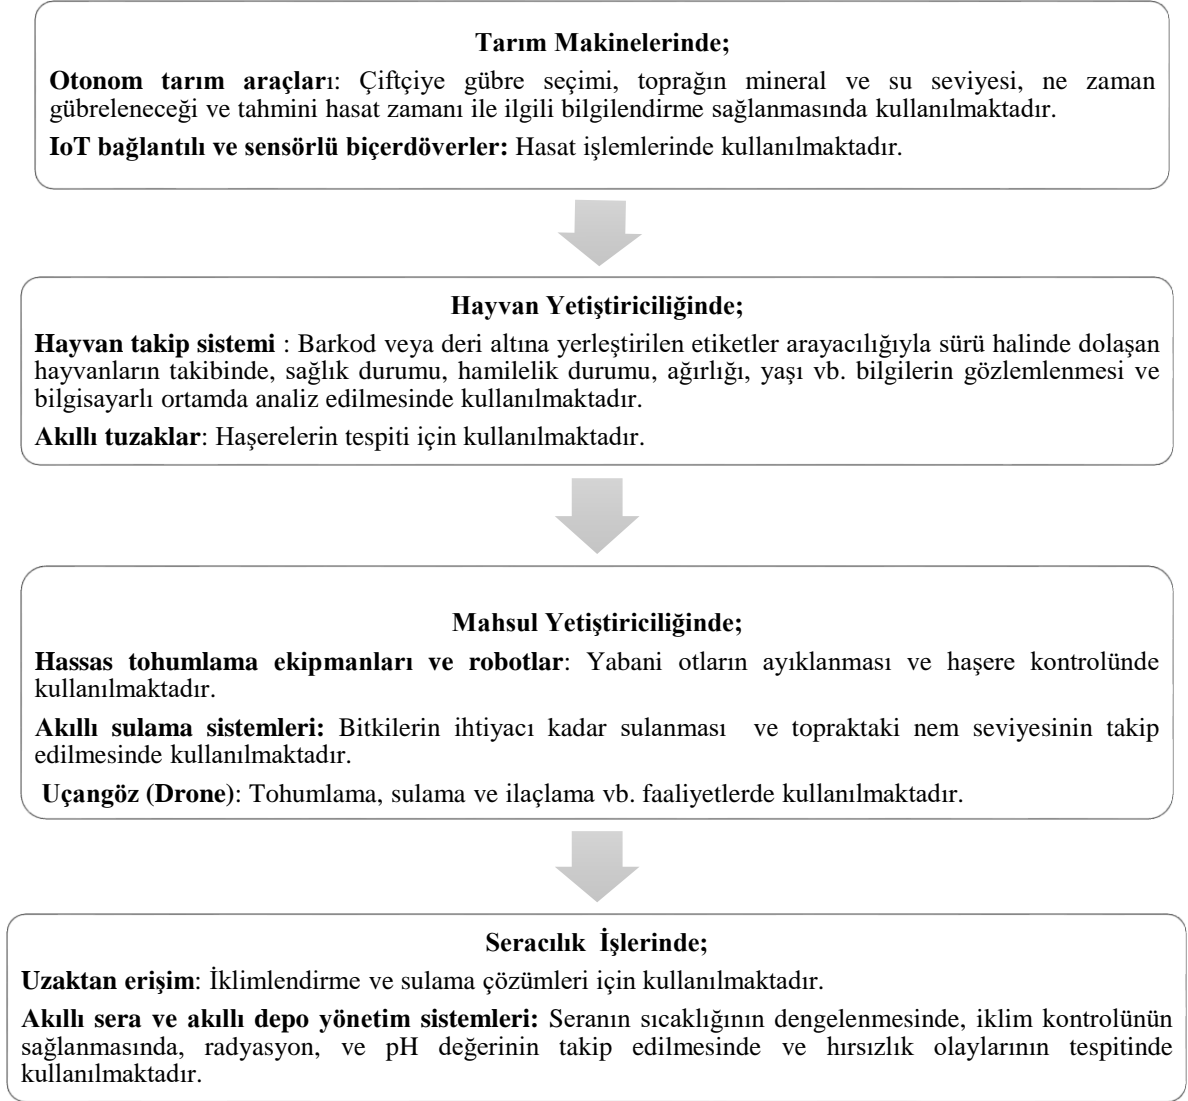 Tarım Makinelerinde;
Otonom tarım araçları: Çiftçiye gübre seçimi, toprağın mineral ve su seviyesi, ne zaman
gübreleneceği ve tahmini hasat zamanı ile ilgili bilgilendirme sağlanmasında kullanılmaktadır.
IoT bağlantılı ve sensörlü biçerdöverler: Hasat işlemlerinde kullanılmaktadır.
Hayvan Yetiştiriciliğinde;
Hayvan takip sistemi : Barkod veya deri altına yerleştirilen etiketler arayacılığıyla sürü halinde dolaşan
hayvanların takibinde, sağlık durumu, hamilelik durumu, ağırlığı, yaşı vb. bilgilerin gözlemlenmesi ve
bilgisayarlı ortamda analiz edilmesinde kullanılmaktadır.
Akıllı tuzaklar: Haşerelerin tespiti için kullanılmaktadır.
Mahsul Yetiştiriciliğinde;
Hassas tohumlama ekipmanları ve robotlar: Yabani otların ayıklanması ve haşere kontrolünde
kullanılmaktadır.
Akıllı sulama sistemleri: Bitkilerin ihtiyacı kadar sulanması ve topraktaki nem seviyesinin takip
edilmesinde kullanılmaktadır.
Uçangöz (Drone): Tohumlama, sulama ve ilaçlama vb. faaliyetlerde kullanılmaktadır.
Seracılık İşlerinde;
Uzaktan erişim: İklimlendirme ve sulama çözümleri için kullanılmaktadır.
Akıllı sera ve akıllı depo yönetim sistemleri: Seranın sıcaklığının dengelenmesinde, iklim kontrolünün
sağlanmasında, radyasyon, ve pH değerinin takip edilmesinde ve hırsızlık olaylarının tespitinde
kullanılmaktadır.